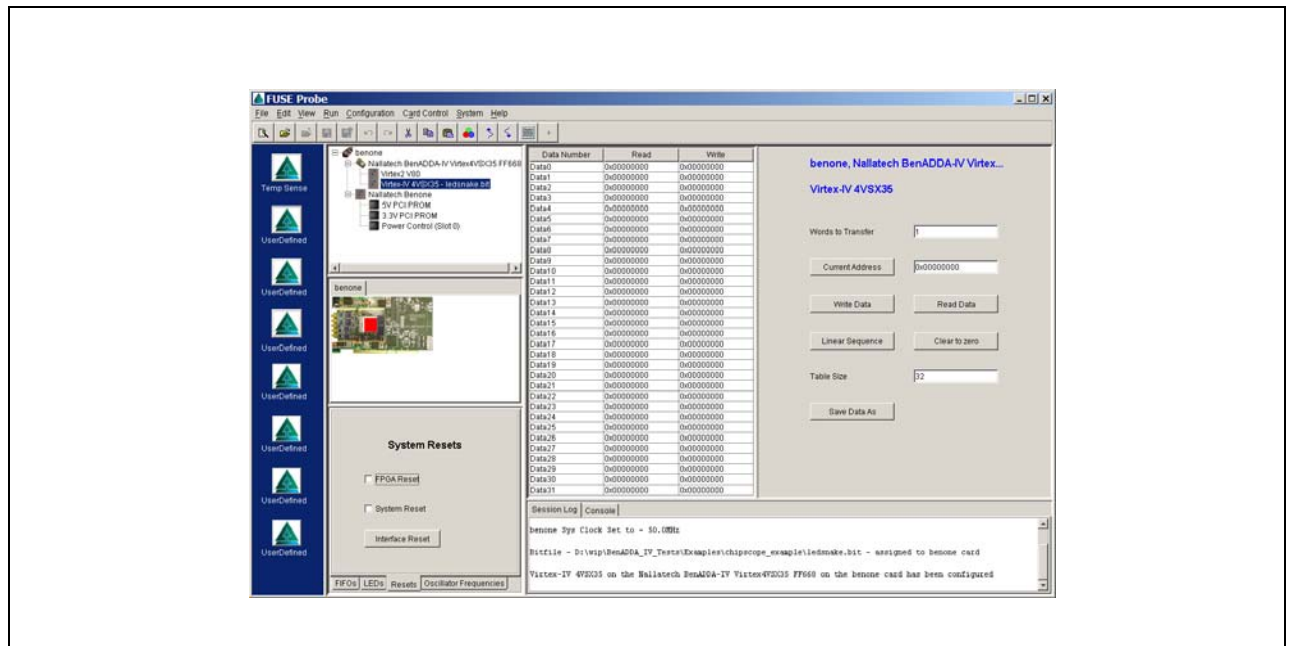 FUSE Probe
File Edit View Run Configuration Card Control System Help
Temp Sense
UserDefined
UserDefined
UserDefined
UserDefined
UserDefined
UserDefined
UserDefined
benone
Nallatech BenADDA-IV Virtex4VSX35 FF668
Virtex2 V80
Virtex-IV 4VSX35 - ledsnake.bit
Nallatech Benone
5V PCI PROM
3.3V PCI PROM
Power Control (Slot 0)
benone
System Resets
FPGA Reset
System Reset
Interface Reset
FIFOs LEDs Resets Oscillator Frequencies
Data Number Read Write
Data0 0x00000000 0x00000000
Data1 0x00000000 0x00000000
Data2 0x00000000 0x00000000
Data3 0x00000000 0x00000000
Data4 0x00000000 0x00000000
Data5 0x00000000 0x00000000
Data6 0x00000000 0x00000000
Data7 0x00000000 0x00000000
Data8 0x00000000 0x00000000
Data9 0x00000000 0x00000000
Data10 0x00000000 0x00000000
Data11 0x00000000 0x00000000
Data12 0x00000000 0x00000000
Data13 0x00000000 0x00000000
Data14 0x00000000 0x00000000
Data15 0x00000000 0x00000000
Data16 0x00000000 0x00000000
Data17 0x00000000 0x00000000
Data18 0x00000000 0x00000000
Data19 0x00000000 0x00000000
Data20 0x00000000 0x00000000
Data21 0x00000000 0x00000000
Data22 0x00000000 0x00000000
Data23 0x00000000 0x00000000
Data24 0x00000000 0x00000000
Data25 0x00000000 0x00000000
Data26 0x00000000 0x00000000
Data27 0x00000000 0x00000000
Data28 0x00000000 0x00000000
Data29 0x00000000 0x00000000
Data30 0x00000000 0x00000000
Data31 0x00000000 0x00000000
benone, Nallatech BenADDA-IV Virtex...
Virtex-IV 4VSX35
Words to Transfer 1
Current Address 0x00000000
Write Data Read Data
Linear Sequence Clear to zero
Table Size 32
Save Data As
Session Log Console
benone Sys Clock Set to - 50.0MHz
Bitfile - D:\wip\BenADDA_IV_Tests\Examples\chipscope_example\ledsnake.bit - assigned to benone card
Virtex-IV 4VSX35 on the Nallatech BenADDA-IV Virtex4VSX35 FF668 on the benone card has been configured